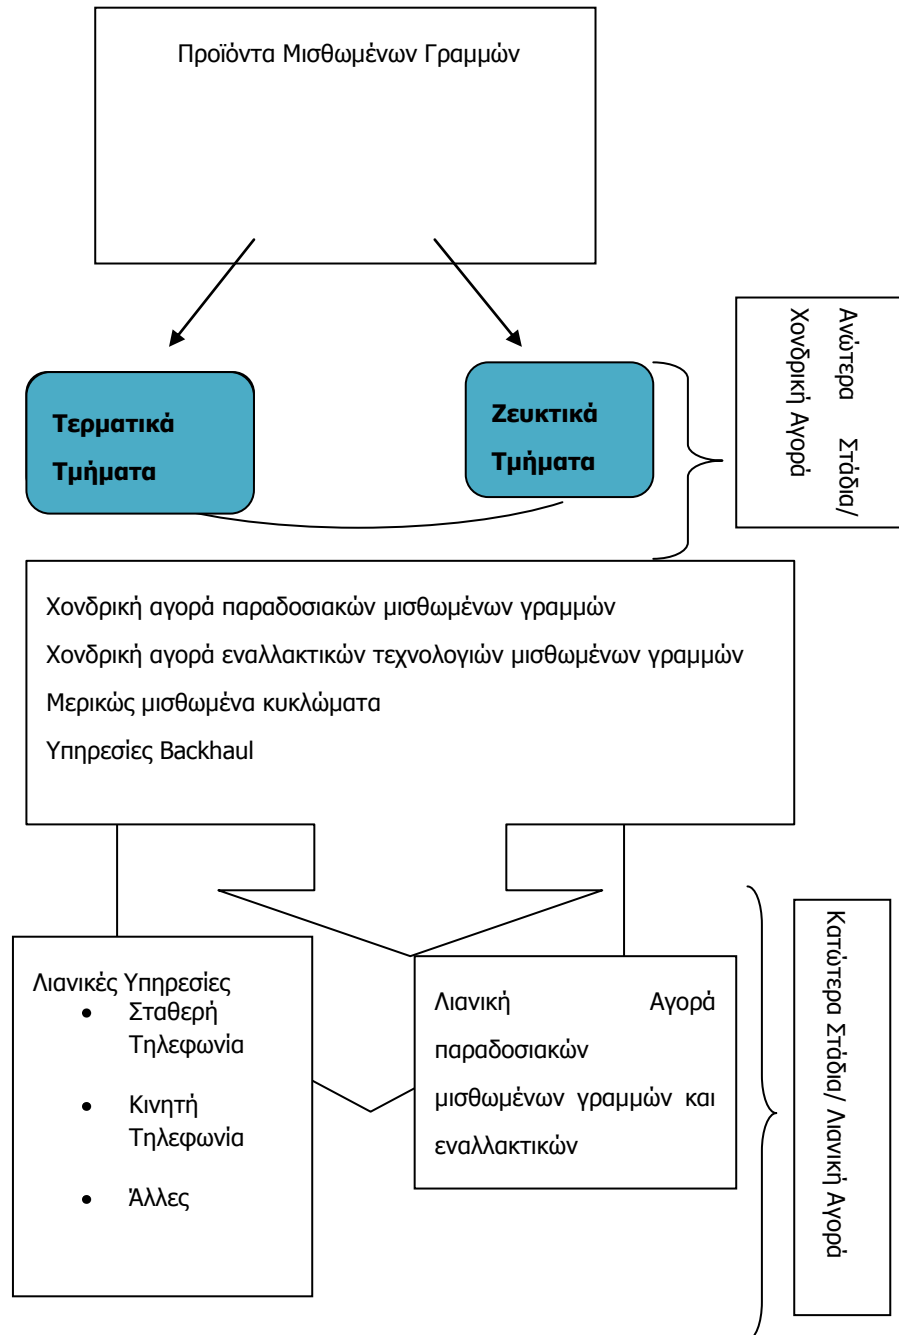 Προϊόντα Μισθωμένων Γραμμών
Ανώτερα Στάδια/
Χονδρική Αγορά
Τερματικά
Τμήματα
Ζευκτικά
Τμήματα
Χονδρική αγορά παραδοσιακών μισθωμένων γραμμών
Χονδρική αγορά εναλλακτικών τεχνολογιών μισθωμένων γραμμών
Μερικώς μισθωμένα κυκλώματα
Υπηρεσίες Backhaul
Λιανικές Υπηρεσίες
• Σταθερή
Τηλεφωνία
• Κινητή
Τηλεφωνία
• Άλλες
Λιανική Αγορά
παραδοσιακών
μισθωμένων γραμμών και
εναλλακτικών
Κατώτερα Στάδια/ Λιανική Αγορά